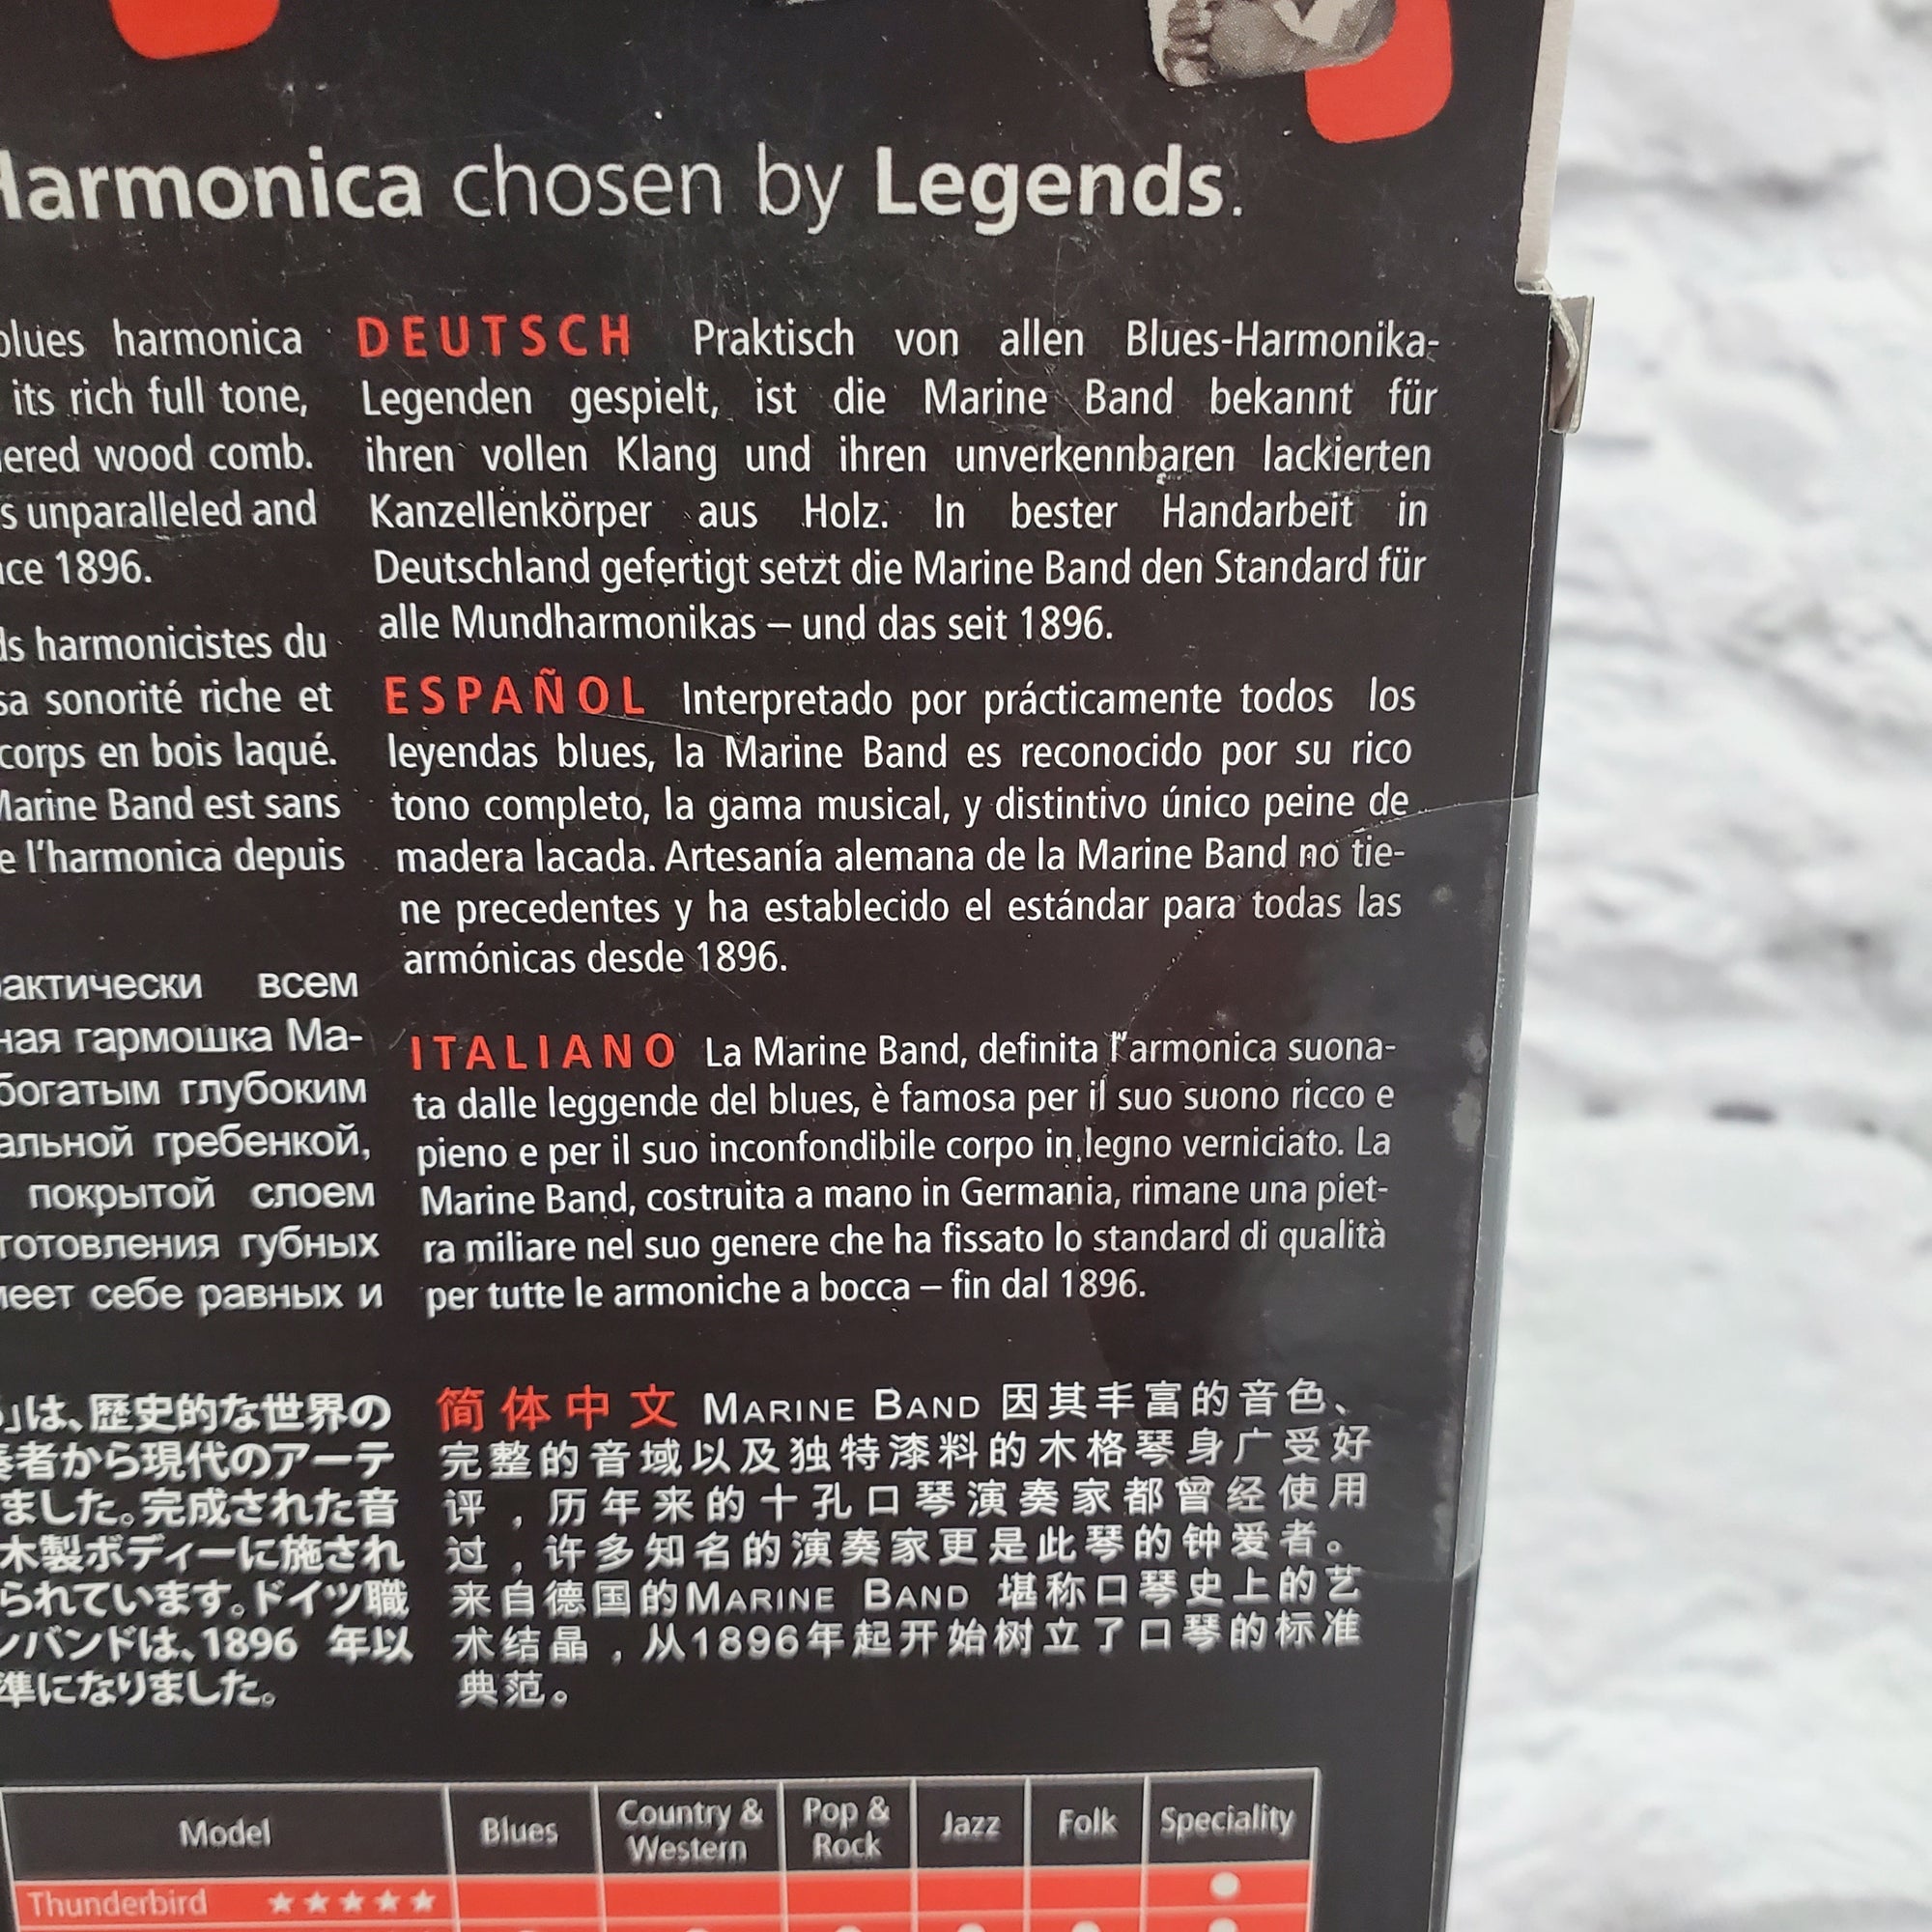 Harmonica chosen by Legends.
blues harmonica
its rich full tone,
wood comb.
unparalleled and
1896.
harmonicistes du
sa sonorité riche et
corps en bois laqué.
Marine Band est sans
l'harmonica depuis
всем
гармошка Ма-
богатым глубоким
гребенкой,
покрытой слоем
губных
себе равных и
は、歴史的な世界の
者から現代のアーテ
ました。完成された音
木製ボディーに施され
られています。ドイツ職
ンバンドは、1896 年以
準になりました。
DEUTSCH Praktisch von allen Blues-Harmonika-
Legenden gespielt, ist die Marine Band bekannt für
ihren vollen Klang und ihren unverkennbaren lackierten
Kanzellenkörper aus Holz. In bester Handarbeit in
Deutschland gefertigt setzt die Marine Band den Standard für
alle Mundharmonikas – und das seit 1896.
ESPAÑOL Interpretado por prácticamente todos los
leyendas blues, la Marine Band es reconocido por su rico
tono completo, la gama musical, y distintivo único peine de
madera lacada. Artesanía alemana de la Marine Band no tie-
ne precedentes y ha establecido el estándar para todas las
armónicas desde 1896.
ITALIANO La Marine Band, definita l'armonica suona-
ta dalle leggende del blues, è famosa per il suo suono ricco e
pieno e per il suo inconfondibile corpo in legno verniciato. La
Marine Band, costruita a mano in Germania, rimane una piet-
ra miliare nel suo genere che ha fissato lo standard di qualità
per tutte le armoniche a bocca – fin dal 1896.
简体中文 MARINE BAND 因其丰富的音色、
完整的音域以及独特漆料的木格琴身广受好
评，历年来的十孔口琴演奏家都曾经使用
过，许多知名的演奏家更是此琴的钟爱者。
来自德国的MARINE BAND 堪称口琴史上的艺
术结晶，从1896年起开始树立了口琴的标准
典范。
Model Blues Country & Western Pop & Rock Jazz Folk Speciality
Thunderbird ★★★★★